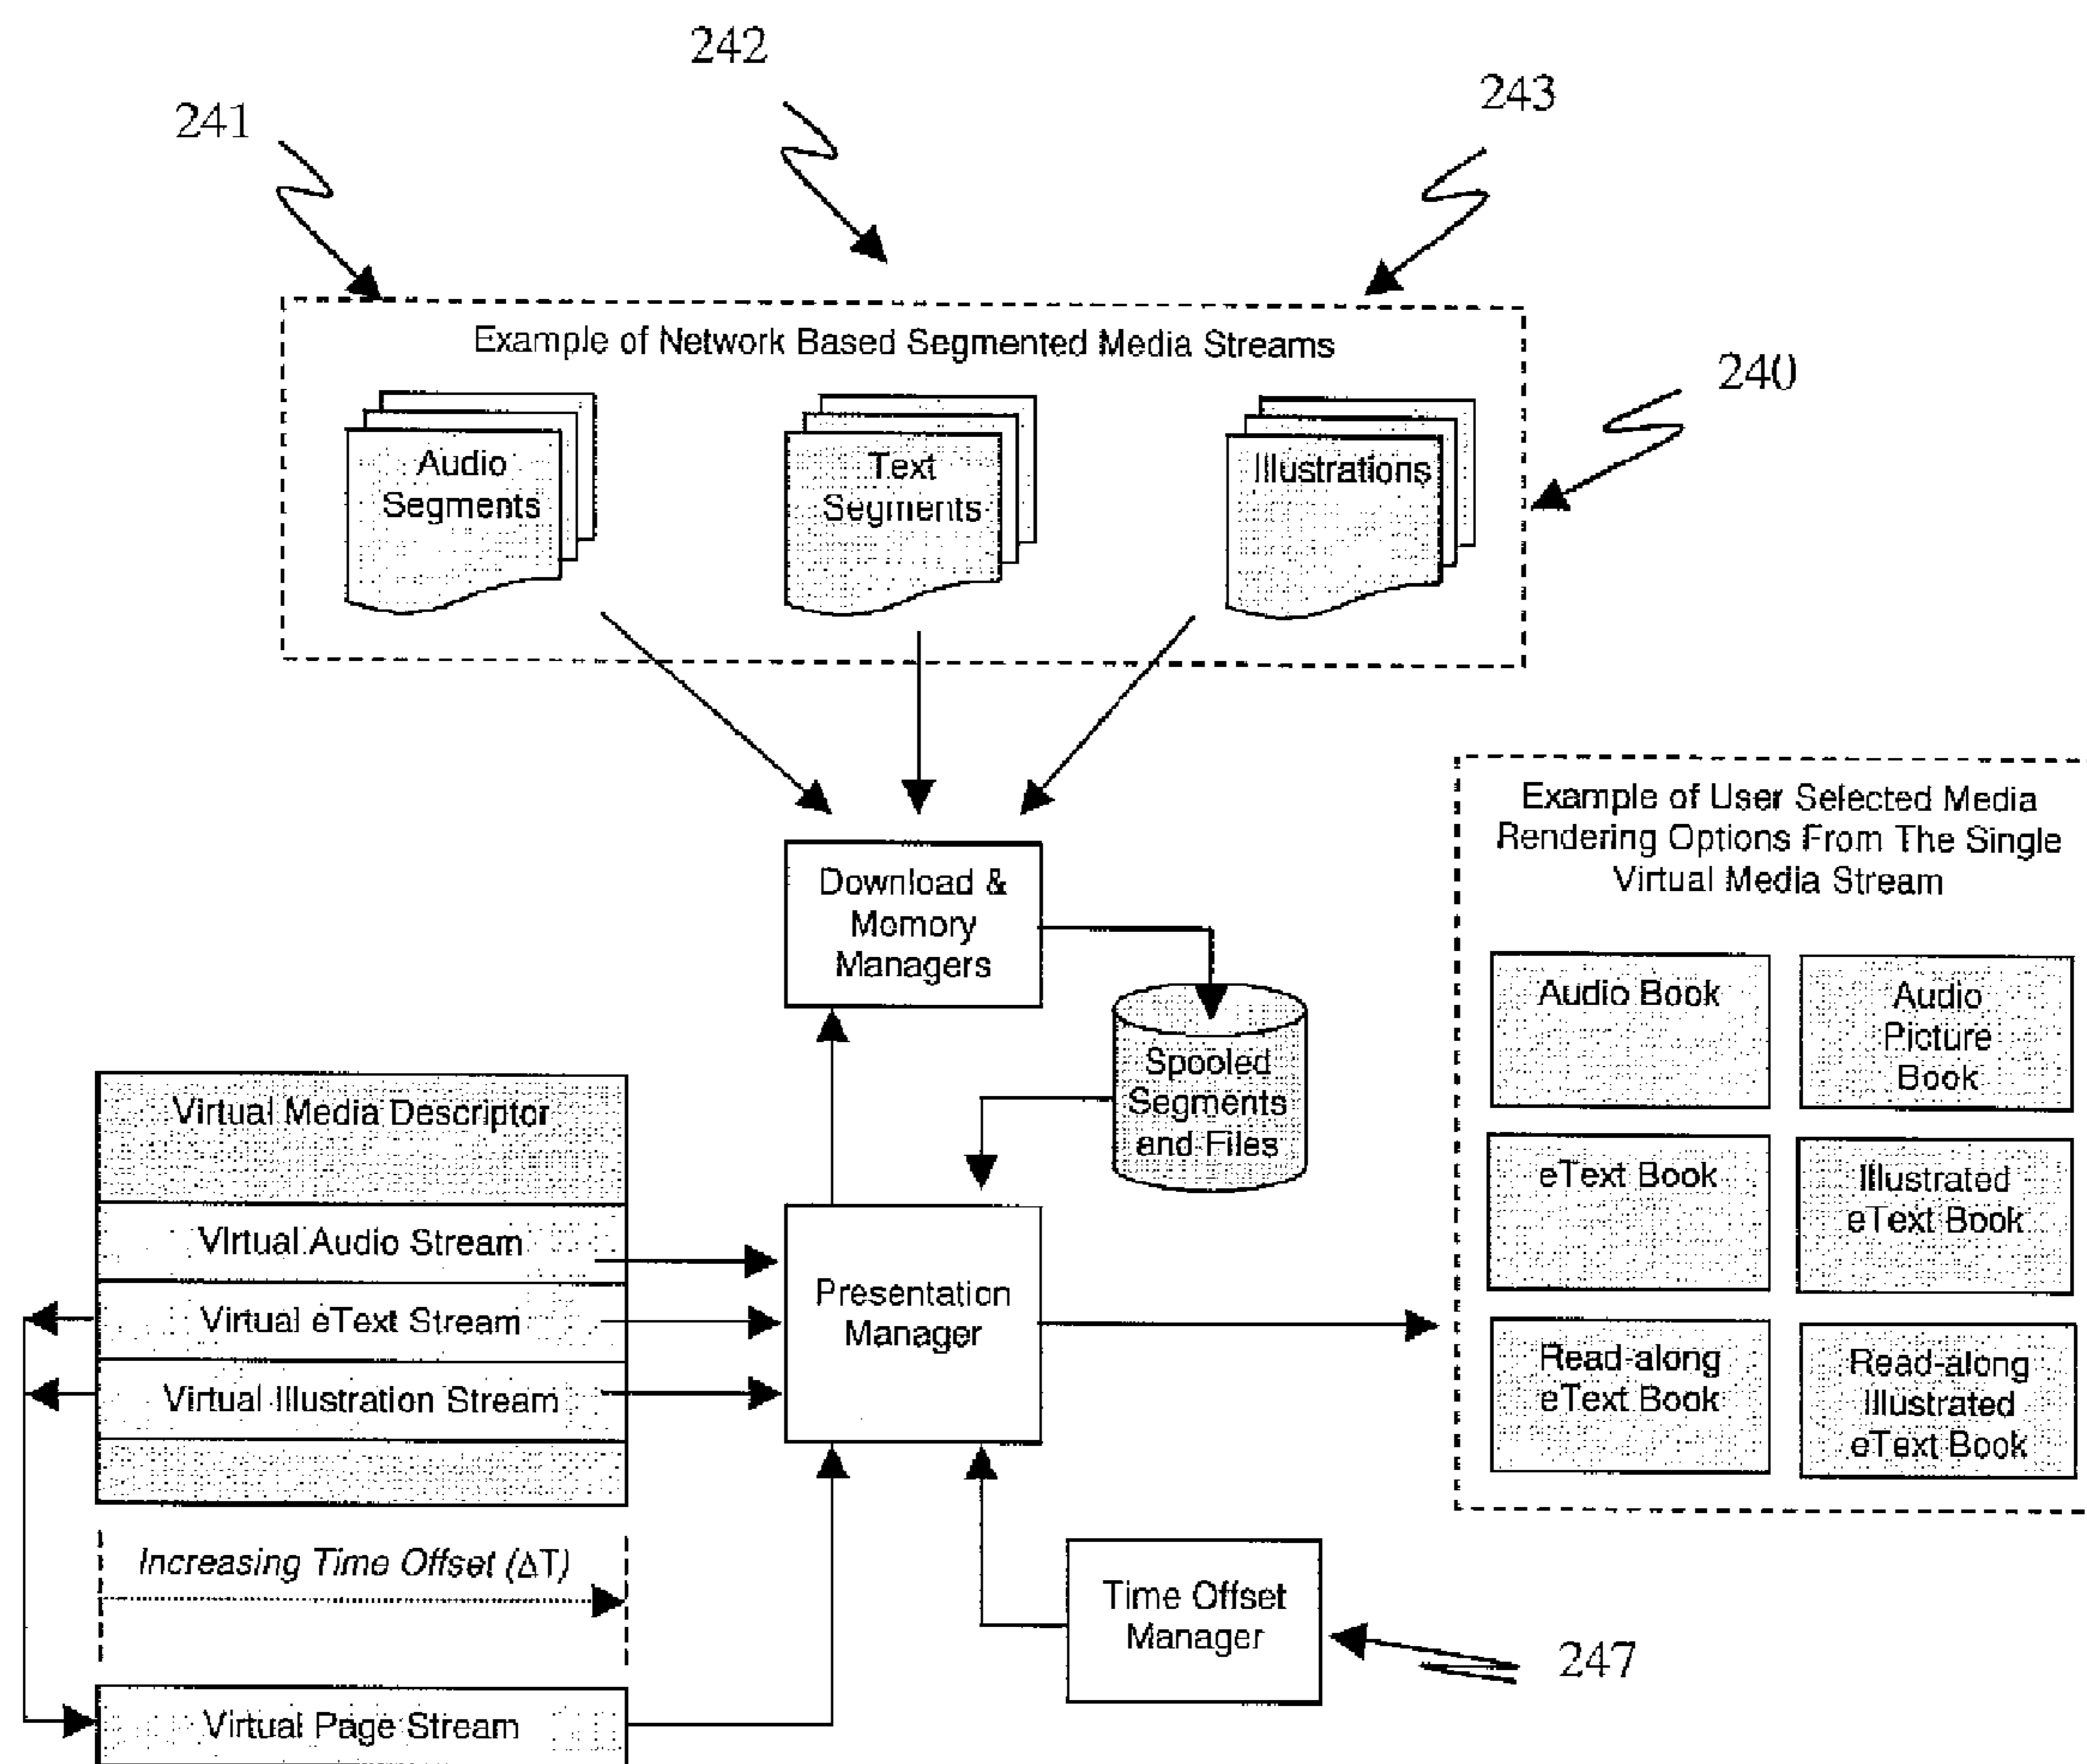 242
243
241
Example of Network Based Segmented Media Streams
240
Audio
Segments
Text
Segments
Illustrations
Example of User Selected Media
Rendering Options From The Single
Virtual Media Stream
Download &
Memory
Managers
Audio Book
Audio
Picture
Book
Spooled
Segments
and Files
Virtual Media Descriptor
eText Book
Illustrated
eText Book
Virtual Audio Stream
Virtual eText Stream
Virtual Illustration Stream
Presentation
Manager
Read-along
eText Book
Read-along
Illustrated
eText Book
Increasing Time Offset (ΔT)
Time Offset
Manager
247
Virtual Page Stream